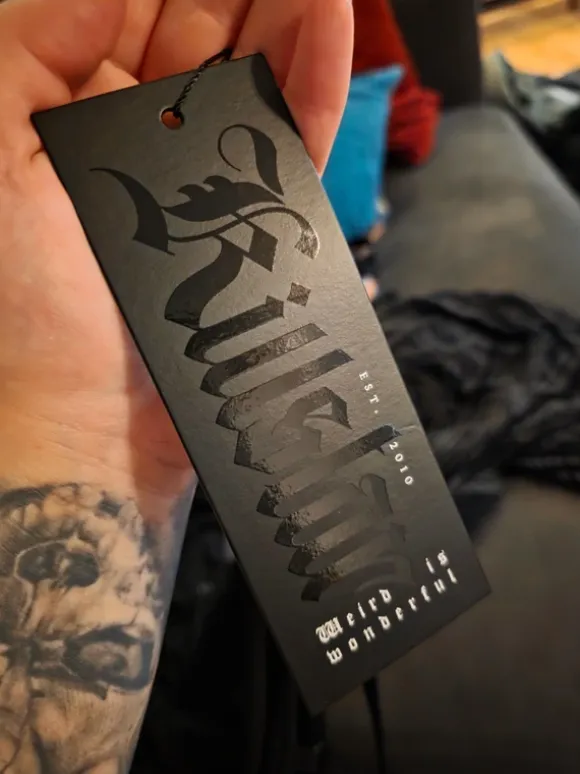 Killstar
EST. 2010
Weird is
wonderful